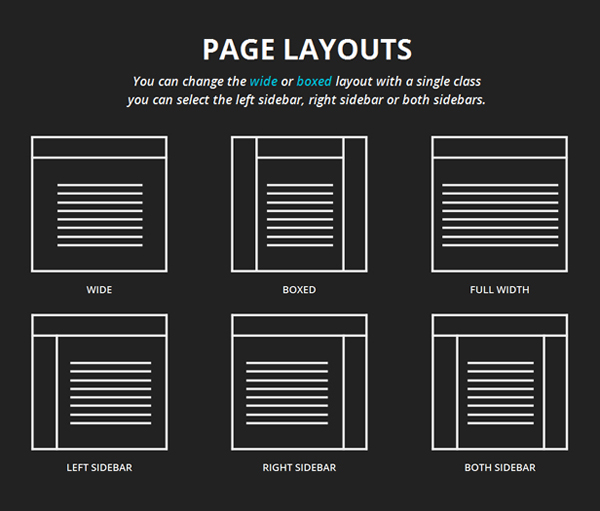 PAGE LAYOUTS
You can change the wide or boxed layout with a single class
you can select the left sidebar, right sidebar or both sidebars.
WIDE
BOXED
FULL WIDTH
LEFT SIDEBAR
RIGHT SIDEBAR
BOTH SIDEBAR